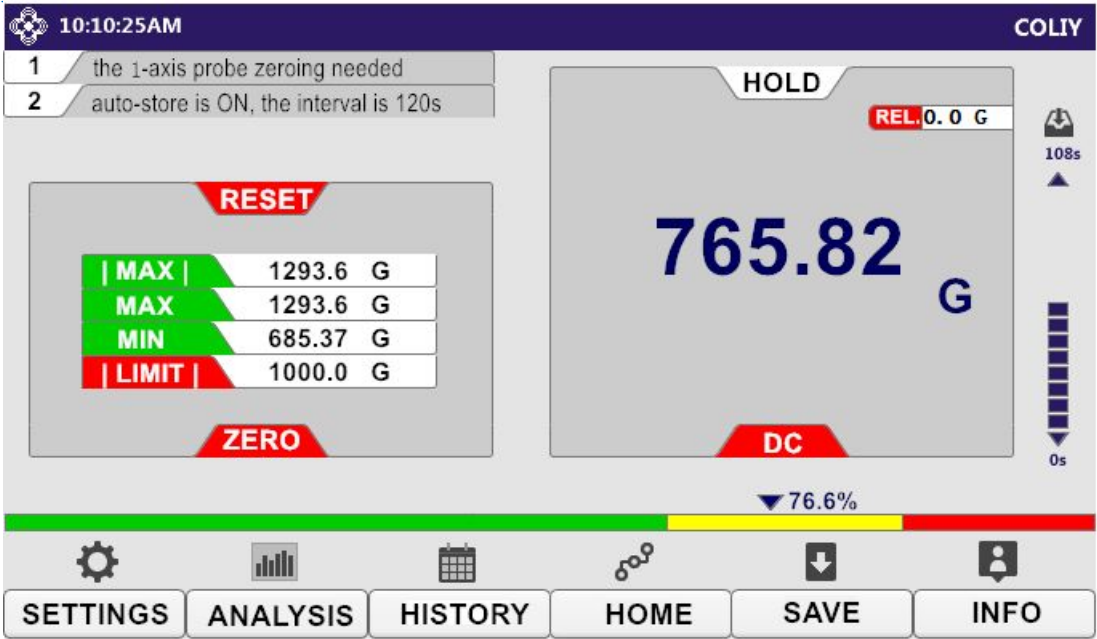 10:10:25AM
COLIY
1 the 1-axis probe zeroing needed
2 auto-store is ON, the interval is 120s
RESET
| MAX | 1293.6 G
MAX 1293.6 G
MIN 685.37 G
| LIMIT | 1000.0 G
ZERO
HOLD
REL. 0.0 G
765.82 G
DC
108s
0s
76.6%
SETTINGS
ANALYSIS
HISTORY
HOME
SAVE
INFO